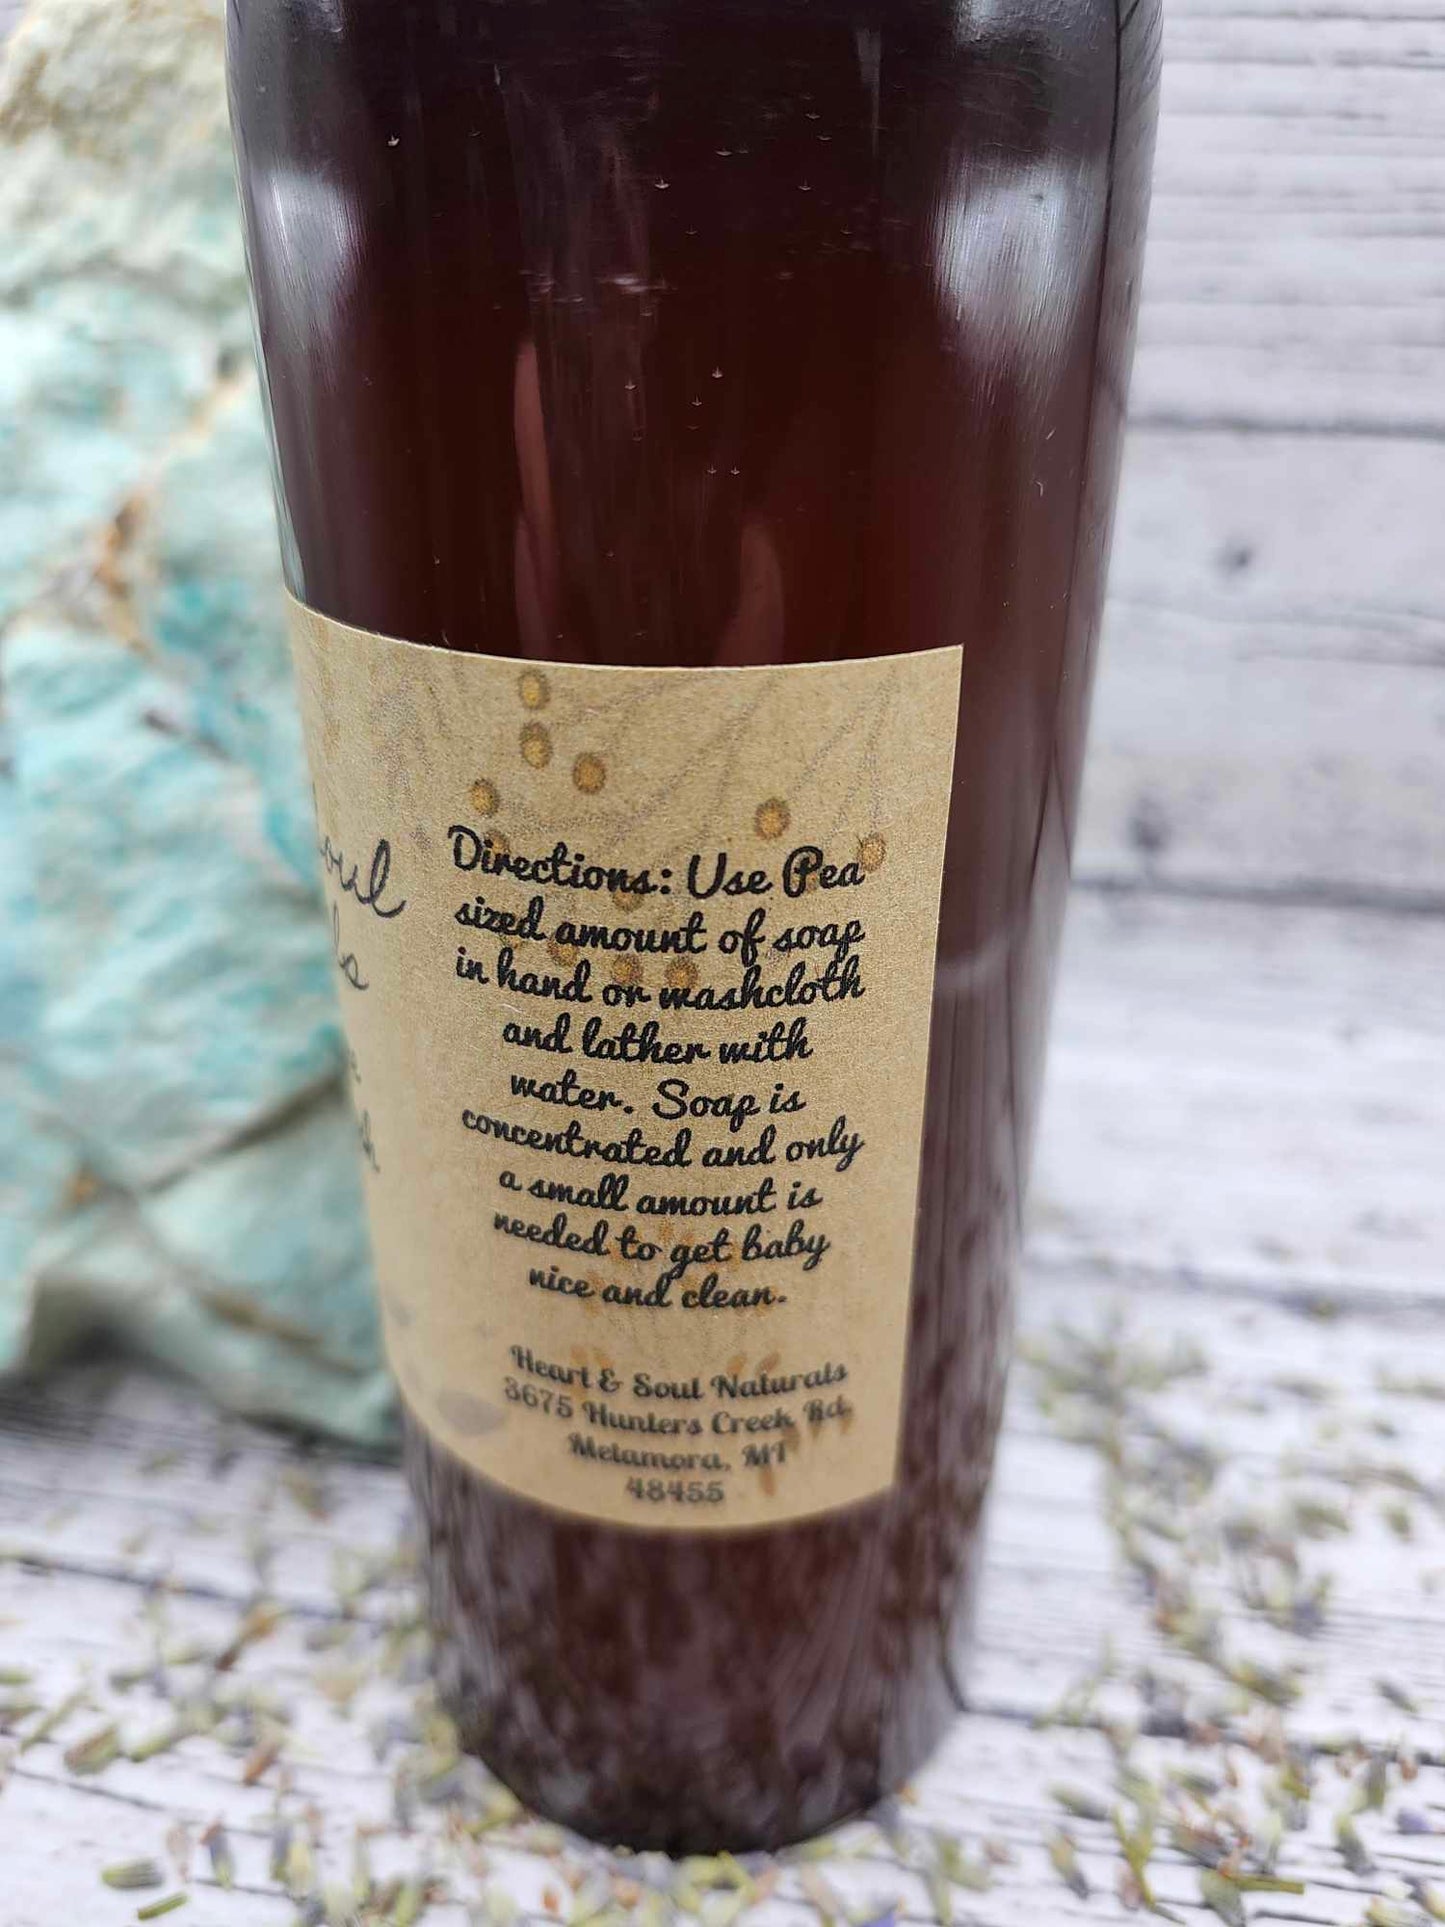 Directions: Use Pea
sized amount of soap
in hand or washcloth
and lather with
water. Soap is
concentrated and only
a small amount is
needed to get baby
nice and clean.
Heart & Soul Naturals
3675 Hunters Creek Rd.
Metamora, MI
48455